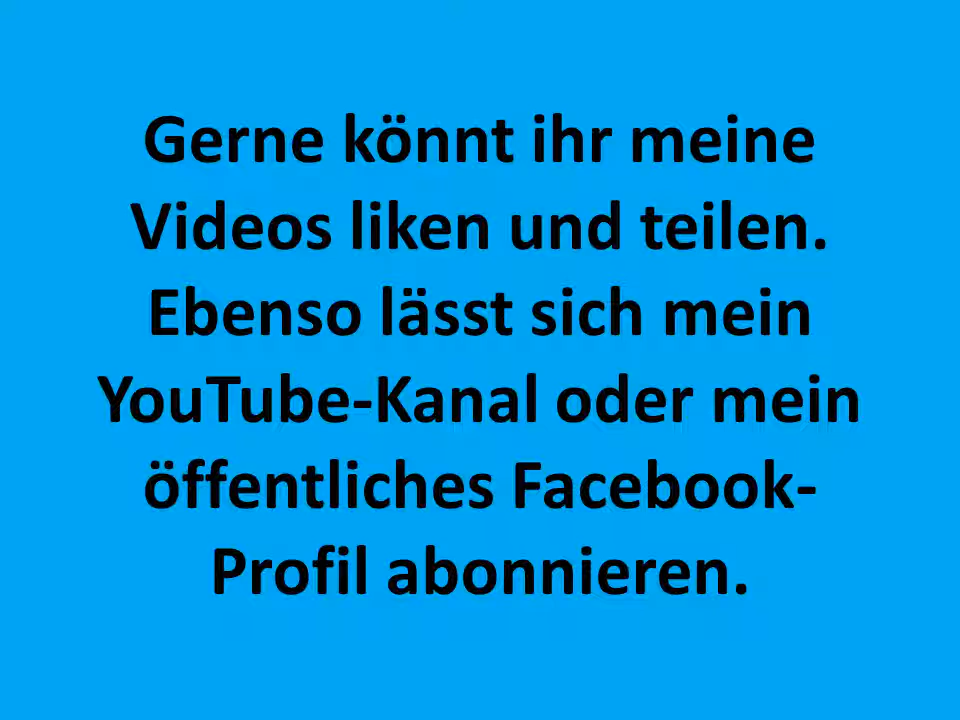 Gerne könnt ihr meine
Videos liken und teilen.
Ebenso lässt sich mein
YouTube-Kanal oder mein
öffentliches Facebook-
Profil abonnieren.